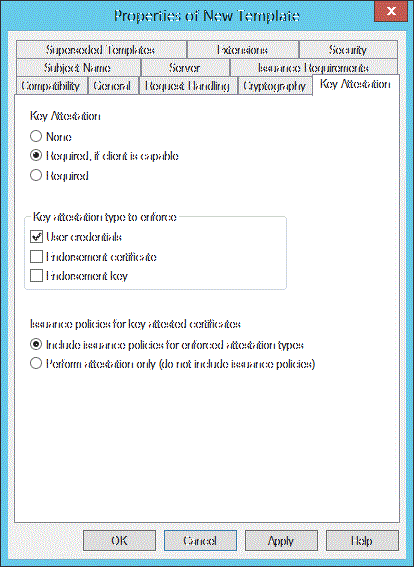 Properties of New Template
x
Superseded Templates Extensions Security
Subject Name Server Issuance Requirements
Compatibility General Request Handling Cryptography Key Attestation
Key Attestation
None
Required, if client is capable
Required
Key attestation type to enforce
User credentials
Endorsement certificate
Endorsement key
Issuance policies for key attested certificates
Include issuance policies for enforced attestation types
Perform attestation only (do not include issuance policies)
OK Cancel Apply Help